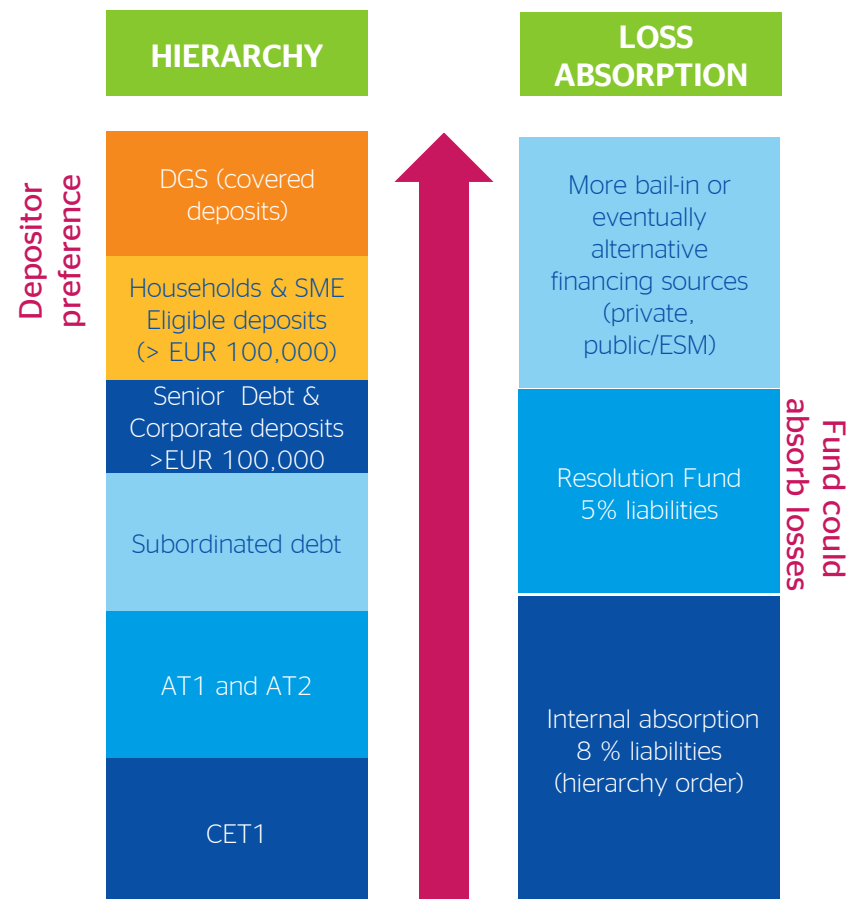 HIERARCHY
LOSS
ABSORPTION
Depositor
preference
DGS (covered
deposits)
Households & SME
Eligible deposits
(> EUR 100,000)
Senior Debt &
Corporate deposits
>EUR 100,000
Subordinated debt
AT1 and AT2
CET1
More bail-in or
eventually
alternative
financing sources
(private,
public/ESM)
Resolution Fund
5% liabilities
Internal absorption
8 % liabilities
(hierarchy order)
Fund could
absorb losses